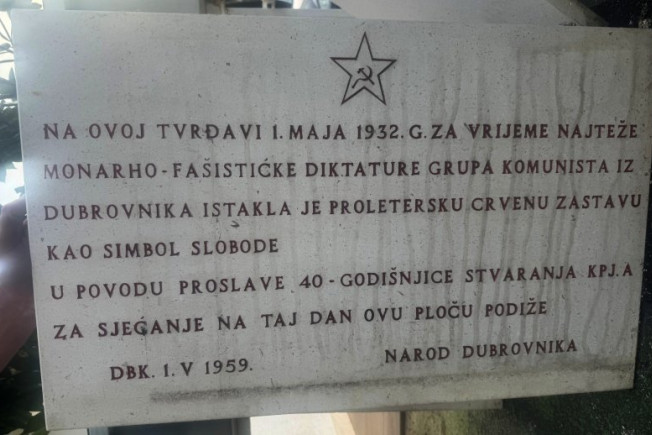 NA OVOJ TVRĐAVI 1. MAJA 1932. G. ZA VRIJEME NAJTEŽE
MONARHO-FAŠISTIĆKE DIKTATURE GRUPA KOMUNISTA IZ
DUBROVNIKA ISTAKLA JE PROLETERSKU CRVENU ZASTAVU
KAO SIMBOL SLOBODE
U POVODU PROSLAVE 40-GODIŠNJICE STVARANJA KPJ. A
ZA SJEĆANJE NA TAJ DAN OVU PLOČU PODIŽE
DBK. 1. V 1959. NAROD DUBROVNIKA